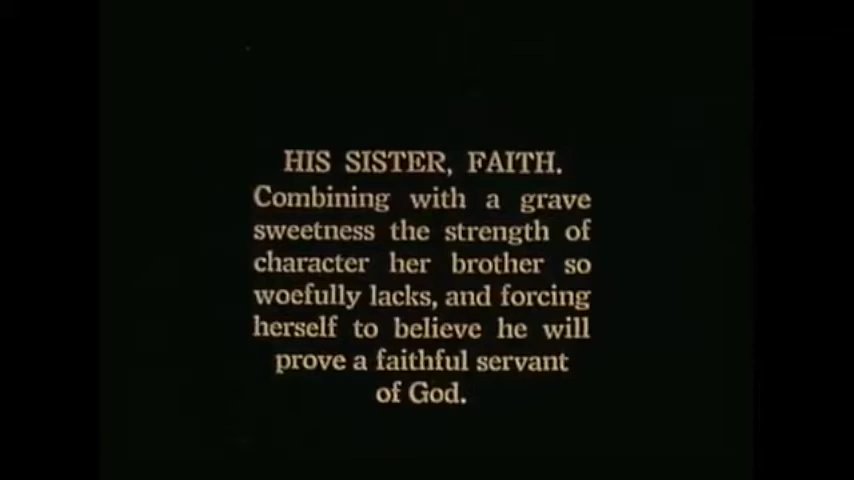 HIS SISTER, FAITH.
Combining with a grave
sweetness the strength of
character her brother so
woefully lacks, and forcing
herself to believe he will
prove a faithful servant
of God.